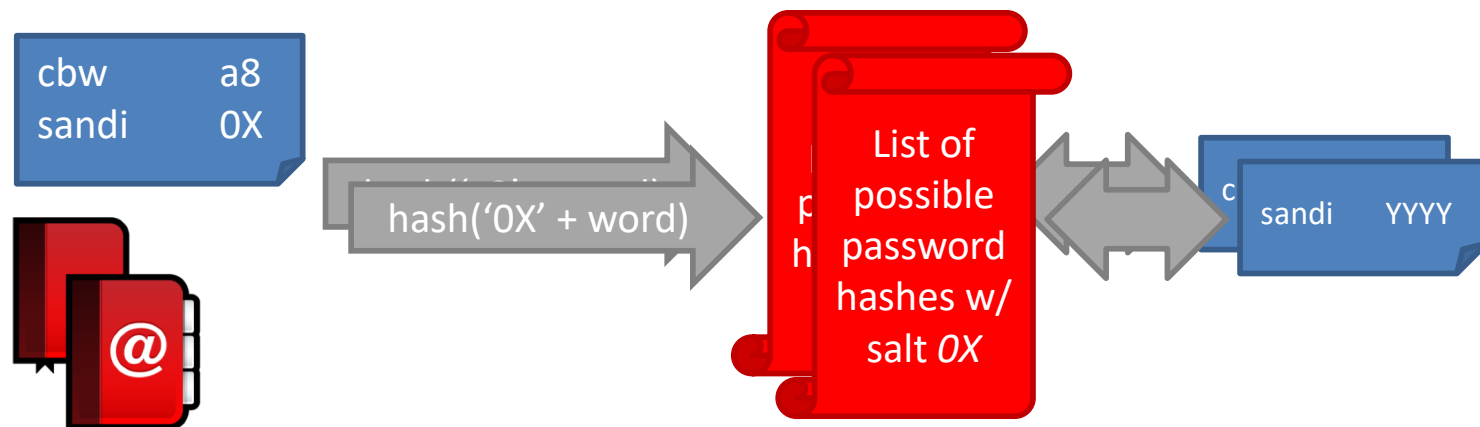 cbw a8
sandi 0X
@
hash('0X' + word)
List of
possible
password
hashes w/
salt 0X
sandi YYYY